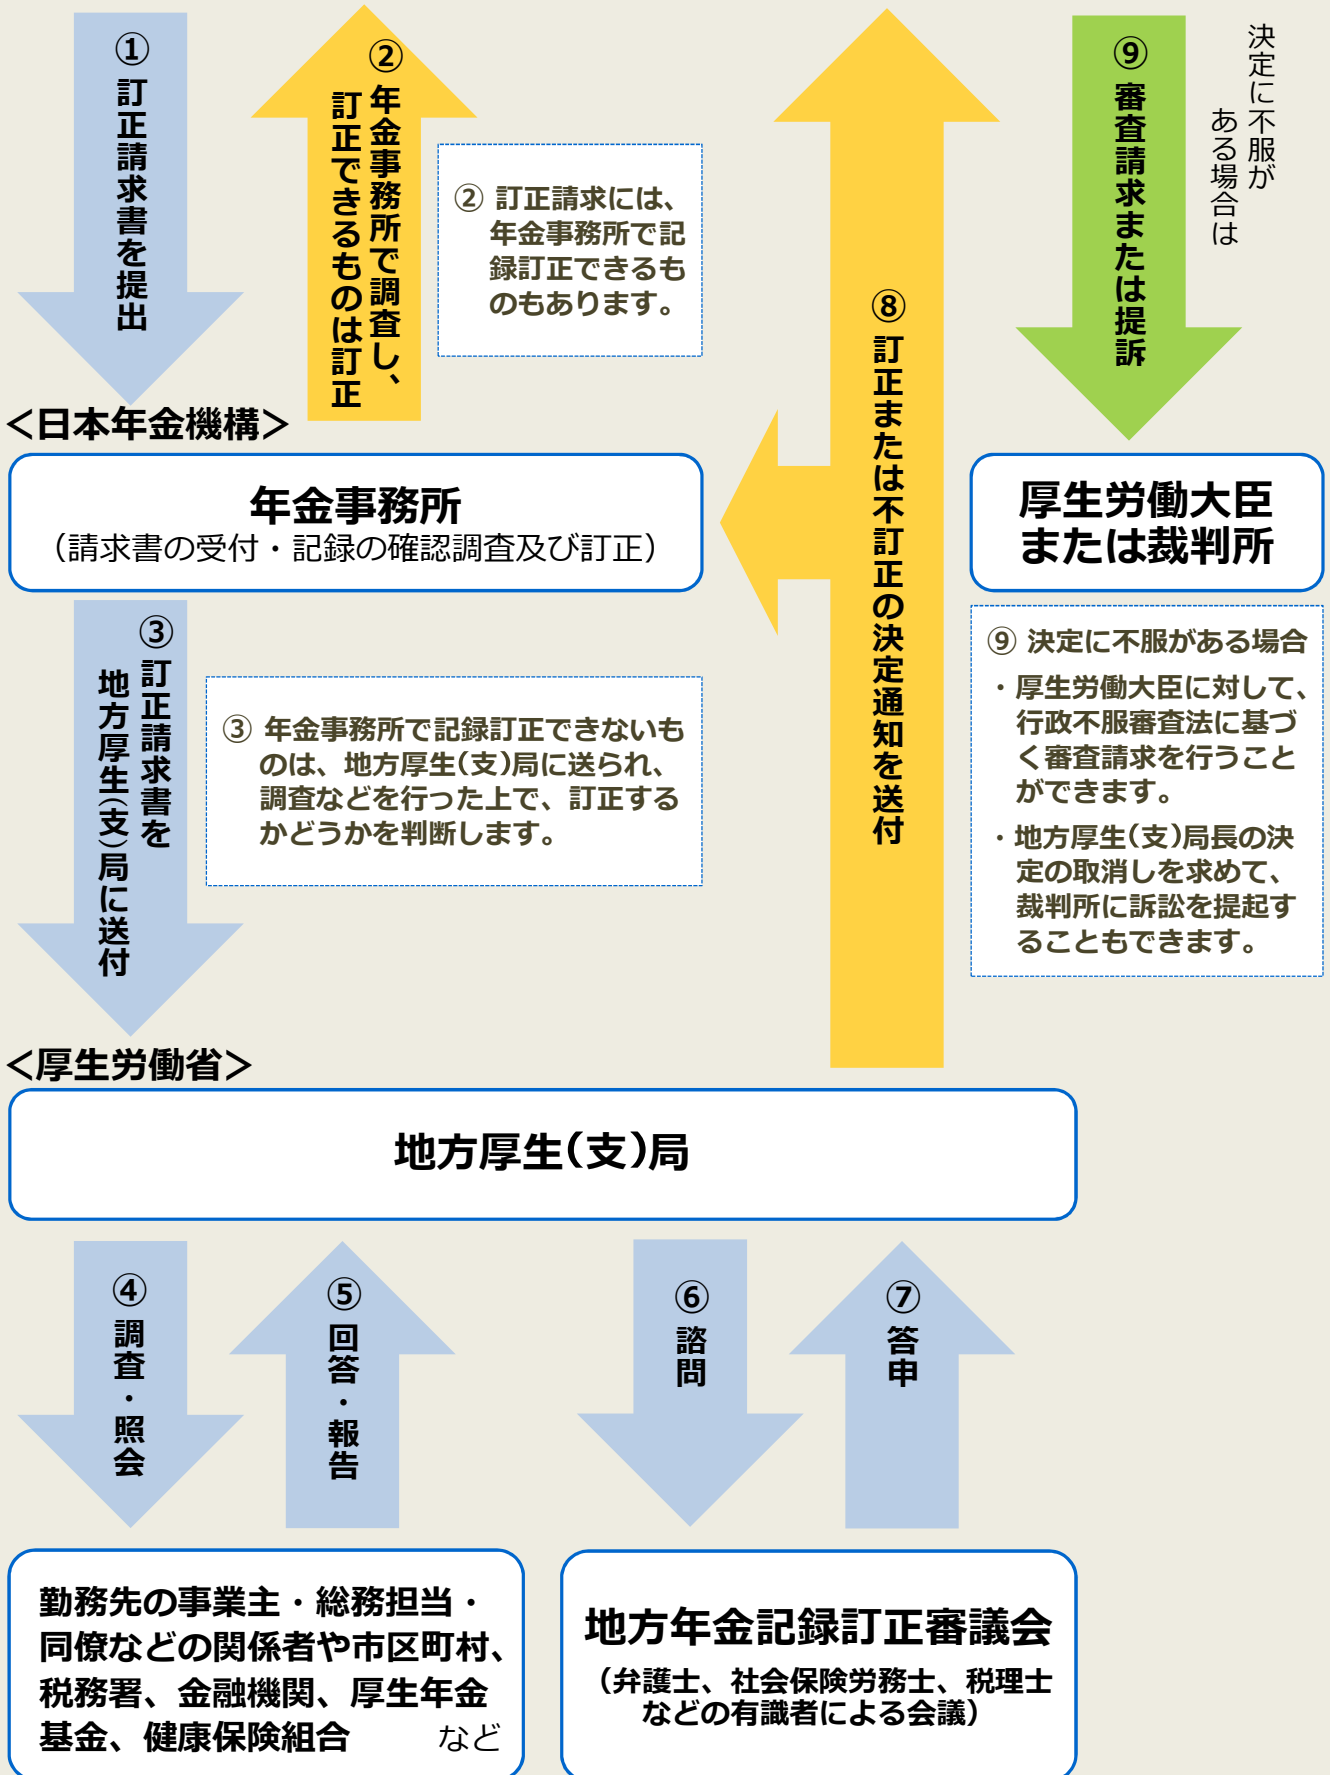 ① 訂正請求書を提出
② 年金事務所で調査し、
訂正できるものは訂正
② 訂正請求には、
年金事務所で記
録訂正できるも
のもあります。
⑧ 訂正または不訂正の決定通知を送付
⑨ 審査請求または提訴
決定に不服が
ある場合は
＜日本年金機構＞
年金事務所
（請求書の受付・記録の確認調査及び訂正）
厚生労働大臣
または裁判所
⑨ 決定に不服がある場合
・厚生労働大臣に対して、
行政不服審査法に基づ
く審査請求を行うこと
ができます。
・地方厚生(支)局長の決
定の取消しを求めて、
裁判所に訴訟を提起す
ることもできます。
③ 訂正請求書を
地方厚生(支)局に送付
③ 年金事務所で記録訂正できないも
のは、地方厚生(支)局に送られ、
調査などを行った上で、訂正する
かどうかを判断します。
＜厚生労働省＞
地方厚生(支)局
④ 調査・照会
⑤ 回答・報告
⑥ 諮問
⑦ 答申
勤務先の事業主・総務担当・
同僚などの関係者や市区町村、
税務署、金融機関、厚生年金
基金、健康保険組合　など
地方年金記録訂正審議会
（弁護士、社会保険労務士、税理士
などの有識者による会議）